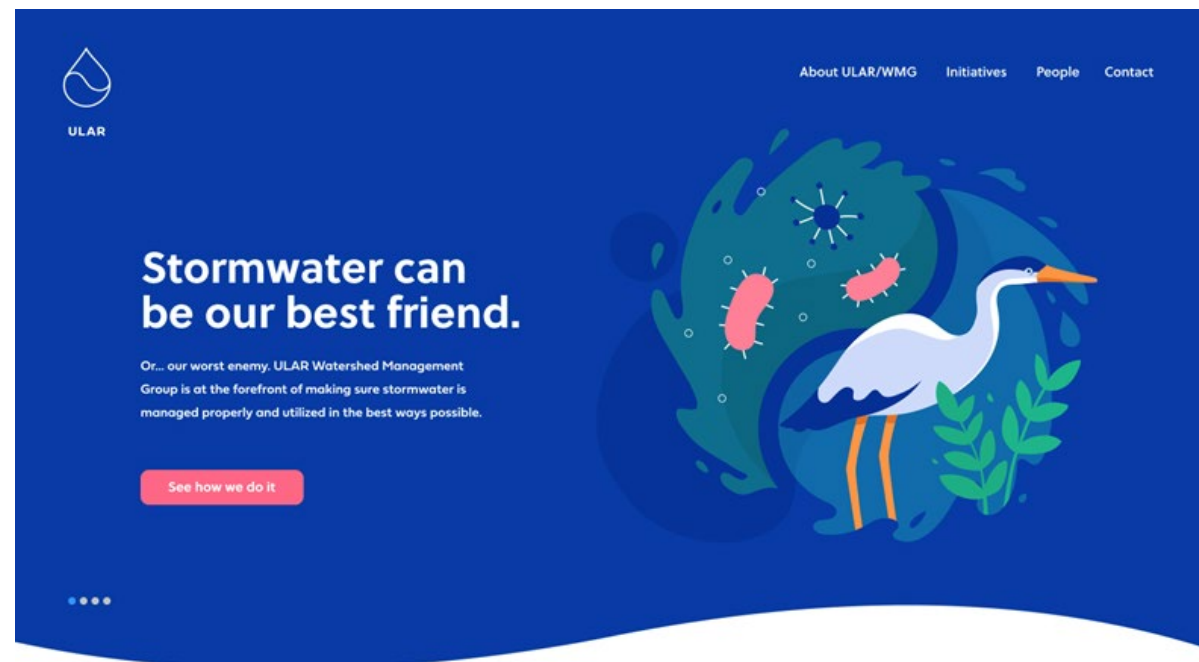 ULAR
About ULAR/WMG
Initiatives
People
Contact
Stormwater can
be our best friend.
Or... our worst enemy. ULAR Watershed Management
Group is at the forefront of making sure stormwater is
managed properly and utilized in the best ways possible.
See how we do it